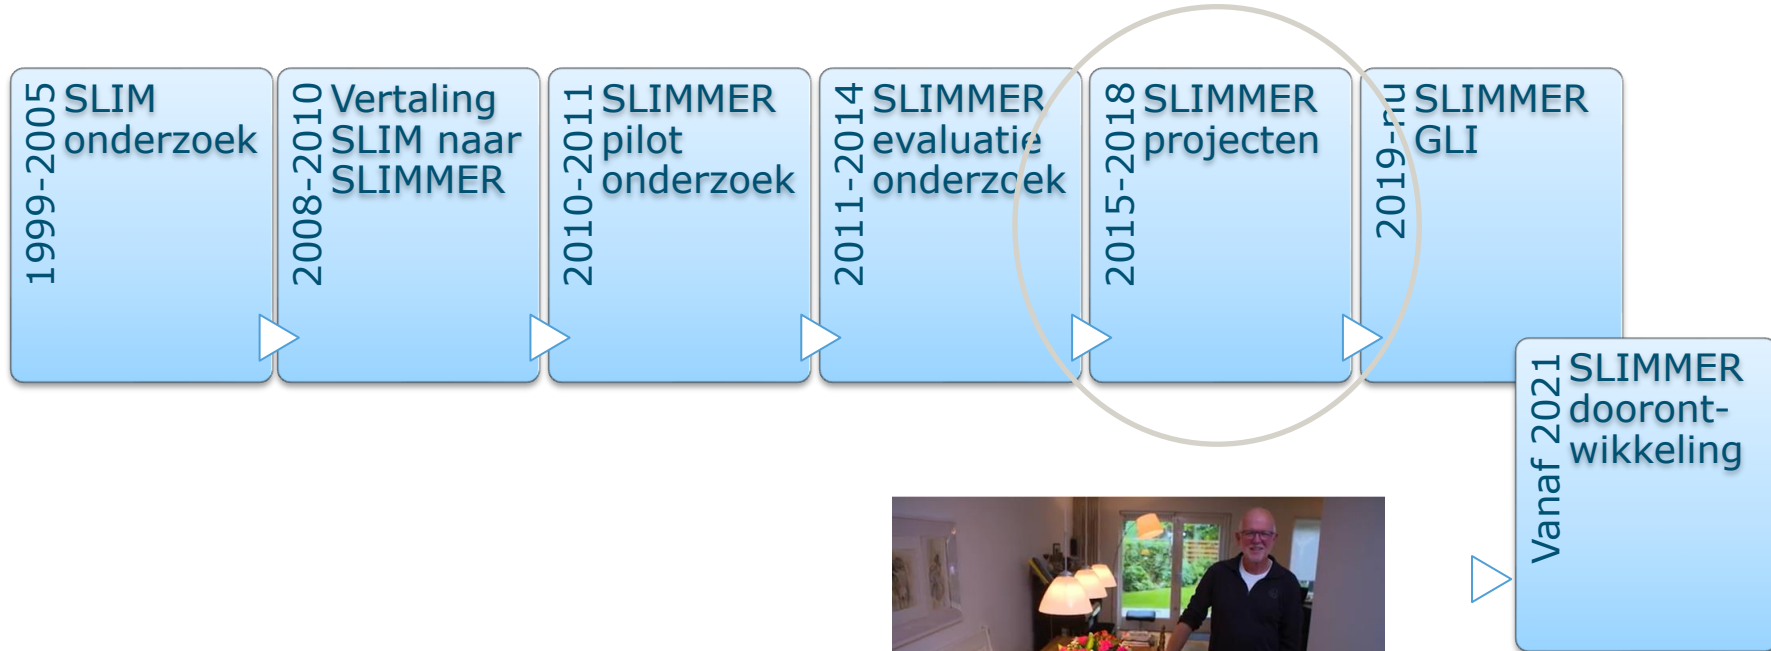 1999-2005
SLIM
onderzoek
2008-2010
Vertaling
SLIM naar
SLIMMER
2010-2011
SLIMMER
pilot
onderzoek
2011-2014
SLIMMER
evaluatie
onderzoek
2015-2018
SLIMMER
projecten
2019-nu
SLIMMER
GLI
Vanaf 2021
SLIMMER
dooront-
wikkeling